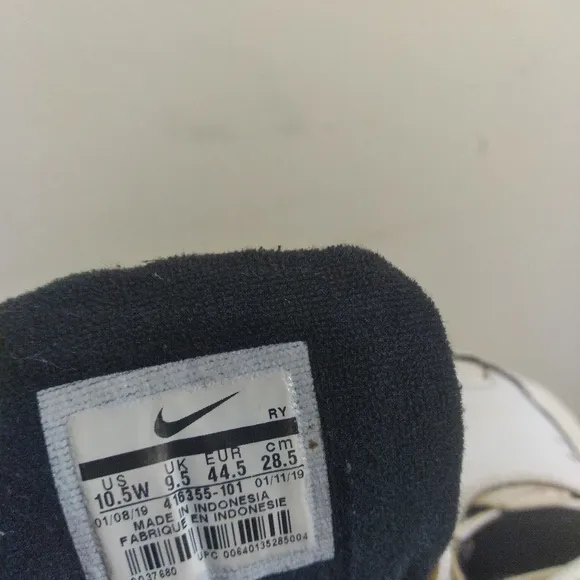 RY
US UK EUR cm
10.5W 9.5 44.5 28.5
01/08/19 416355-101 01/11/19
MADE IN INDONESIA
FABRIQUE EN INDONESIE
0037680 UPC 00640135285004